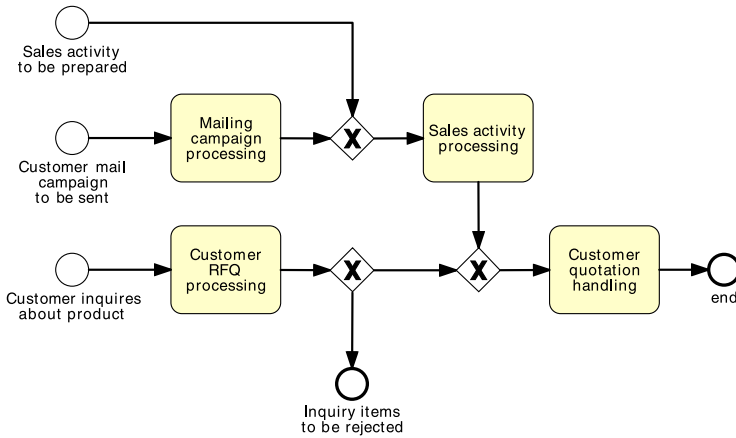 Sales activity
to be prepared
Mailing
campaign
processing
Sales activity
processing
Customer mail
campaign
to be sent
Customer
RFQ
processing
Customer
quotation
handling
Customer inquires
about product
end
Inquiry items
to be rejected